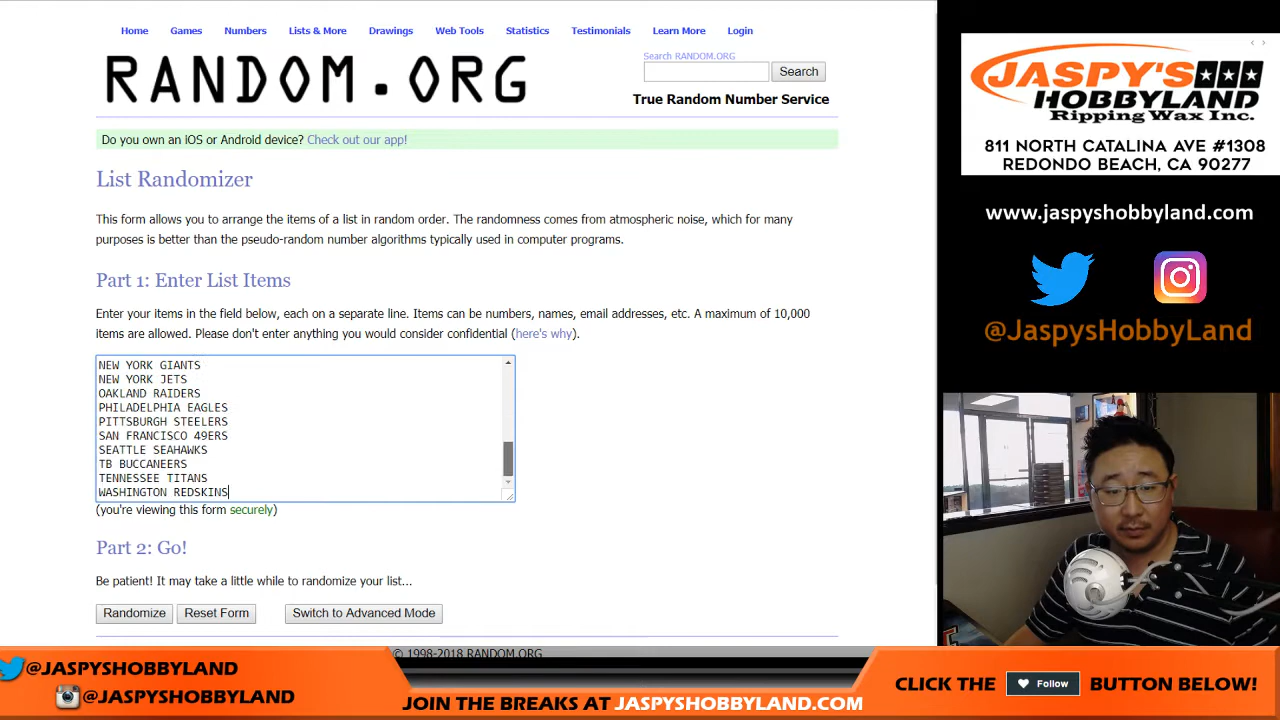 Home Games Numbers Lists & More Drawings Web Tools Statistics Testimonials Learn More Login
RANDOM.ORG
Search RANDOM.ORG
Search
True Random Number Service
Do you own an iOS or Android device? Check out our app!
List Randomizer
This form allows you to arrange the items of a list in random order. The randomness comes from atmospheric noise, which for many
purposes is better than the pseudo-random number algorithms typically used in computer programs.
Part 1: Enter List Items
Enter your items in the field below, each on a separate line. Items can be numbers, names, email addresses, etc. A maximum of 10,000
items are allowed. Please don't enter anything you would consider confidential (here's why).
NEW YORK GIANTS
NEW YORK JETS
OAKLAND RAIDERS
PHILADELPHIA EAGLES
PITTSBURGH STEELERS
SAN FRANCISCO 49ERS
SEATTLE SEAHAWKS
TB BUCCANEERS
TENNESSEE TITANS
WASHINGTON REDSKINS
(you're viewing this form securely)
Part 2: Go!
Be patient! It may take a little while to randomize your list...
Randomize Reset Form Switch to Advanced Mode
© 1998-2018 RANDOM.ORG
JASPY'S
HOBBYLAND
Ripping Wax Inc.
811 NORTH CATALINA AVE #1308
REDONDO BEACH, CA 90277
www.jaspyshobbyland.com
@JaspysHobbyLand
@JASPYSHOBBYLAND
@JASPYSHOBBYLAND
JOIN THE BREAKS AT JASPYSHOBBYLAND.COM
CLICK THE Follow BUTTON BELOW!